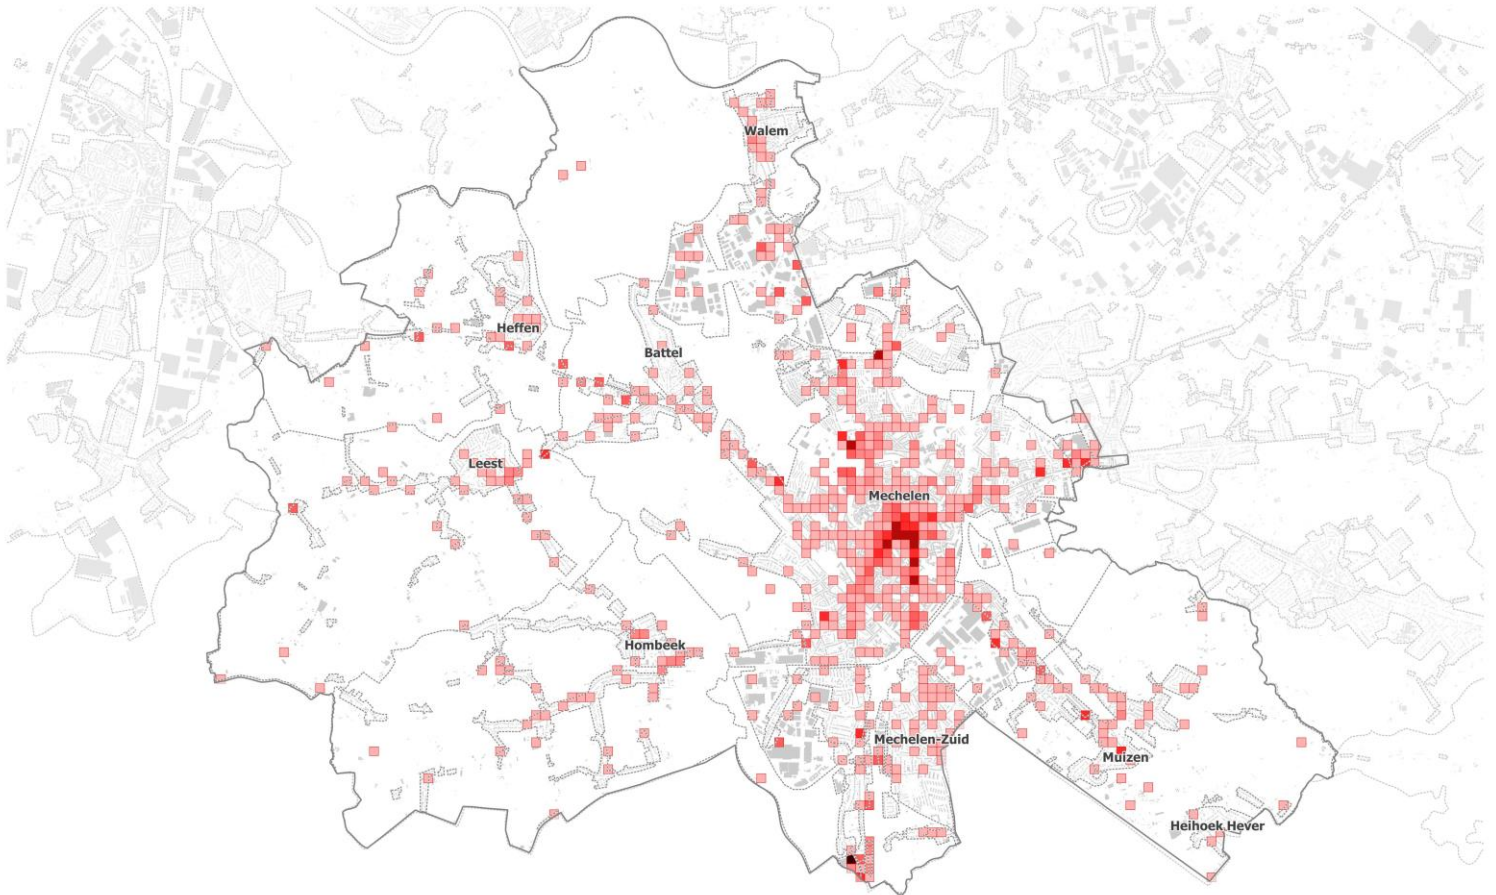 Walem
Heffen
Battel
Leest
Mechelen
Hombeek
Mechelen-Zuid
Muizen
Heihoek Hever